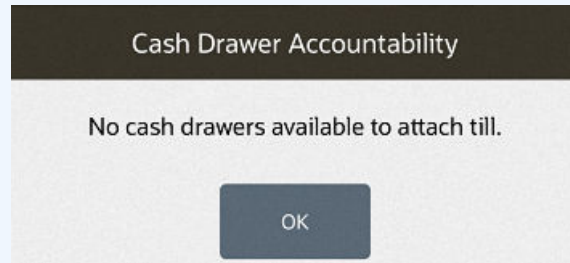 Cash Drawer Accountability
No cash drawers available to attach till.
OK